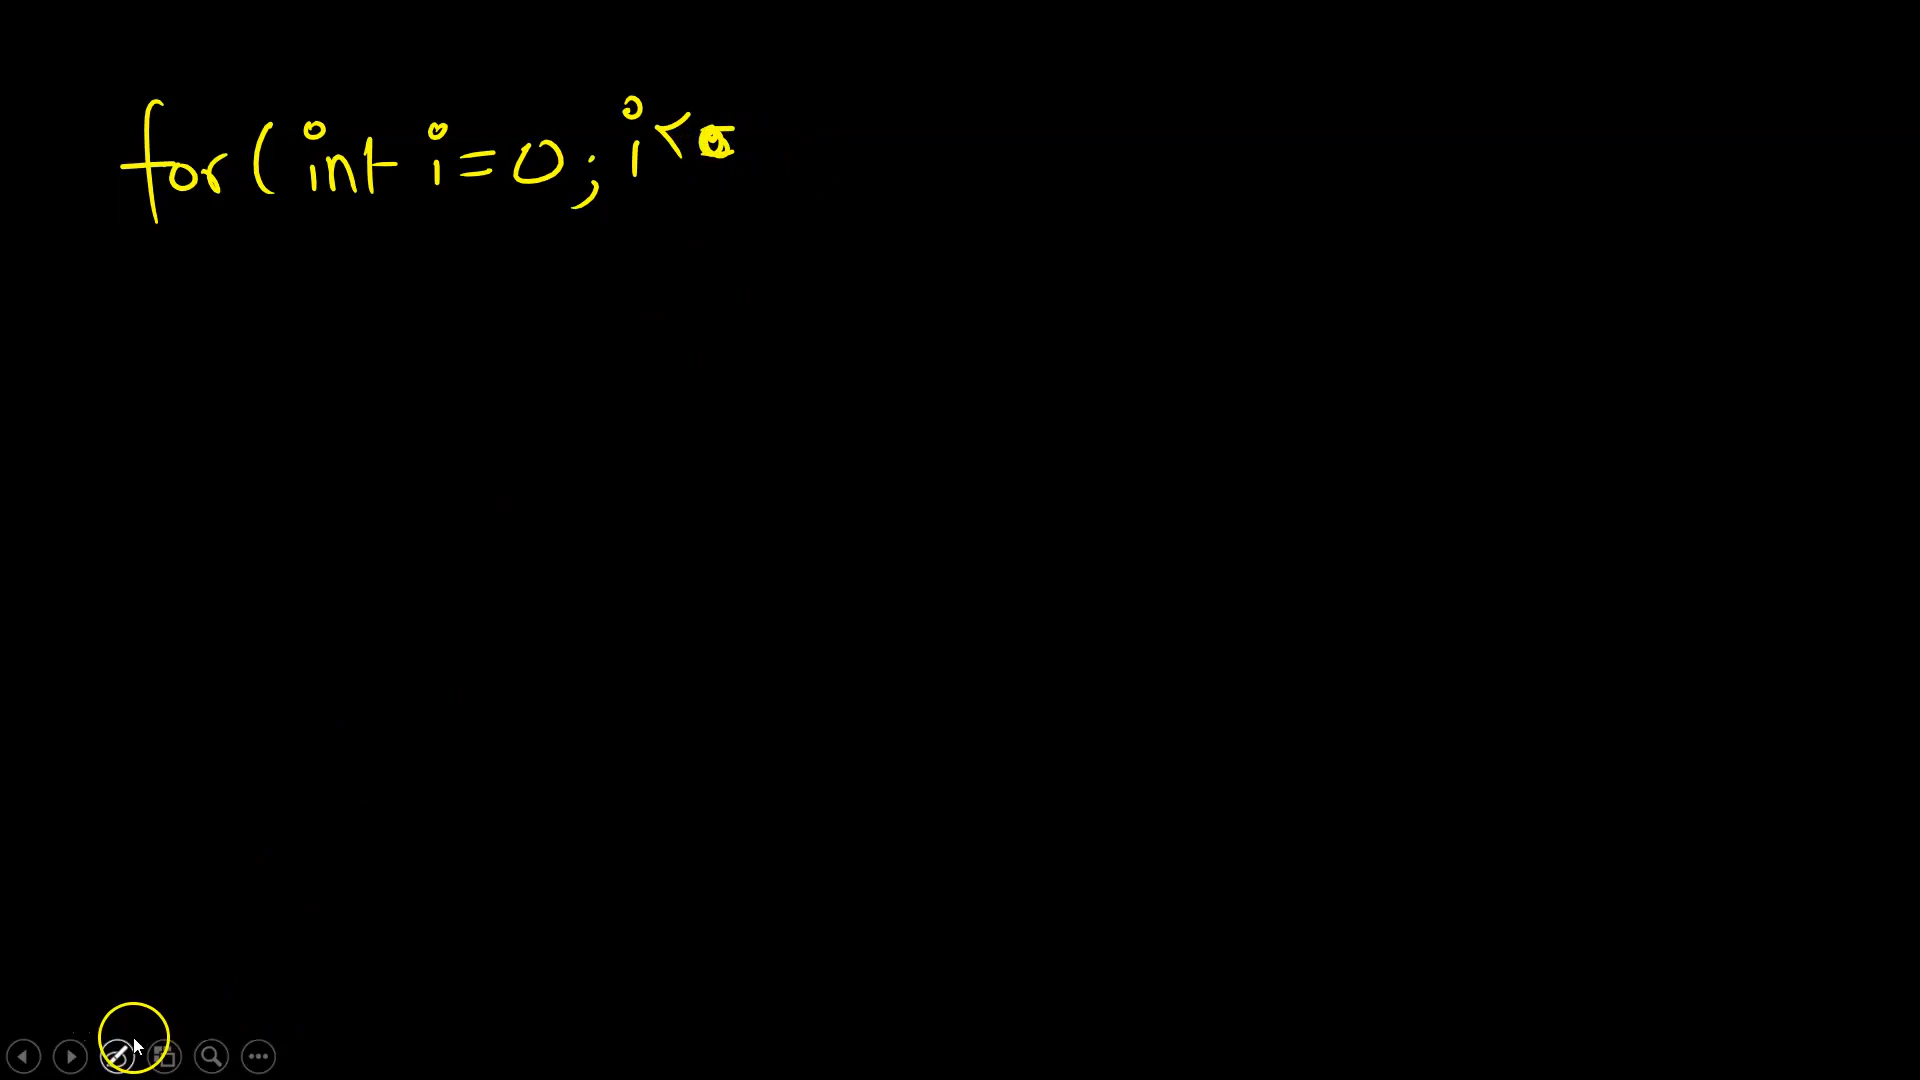 for( int i=0; i<